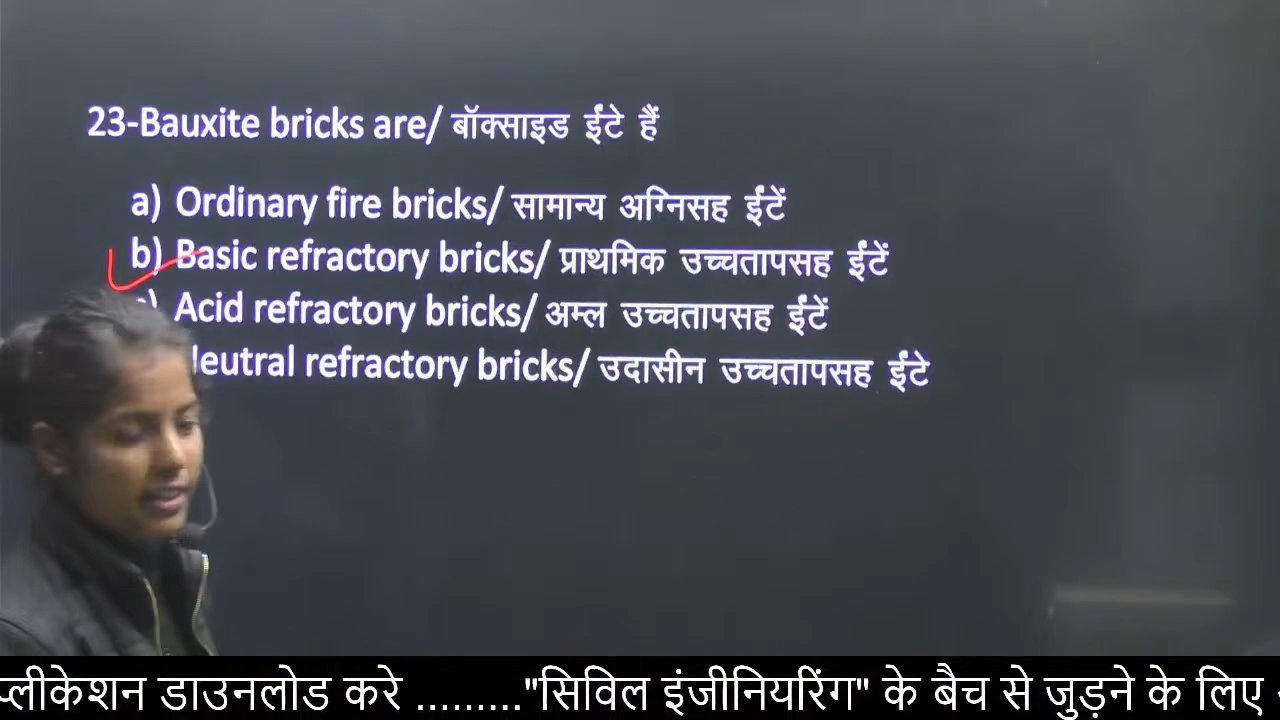 23-Bauxite bricks are/ बॉक्साइड ईंटे हैं
a) Ordinary fire bricks/ सामान्य अग्निसह ईंटें
b) Basic refractory bricks/ प्राथमिक उच्चतापसह ईंटें
Acid refractory bricks/ अम्ल उच्चतापसह ईंटें
refractory bricks/ उदासीन उच्चतापसह ईंटे
प्लीकेशन डाउनलोड करे ........."सिविल इंजीनियरिंग" के बैच से जुड़ने के लिए